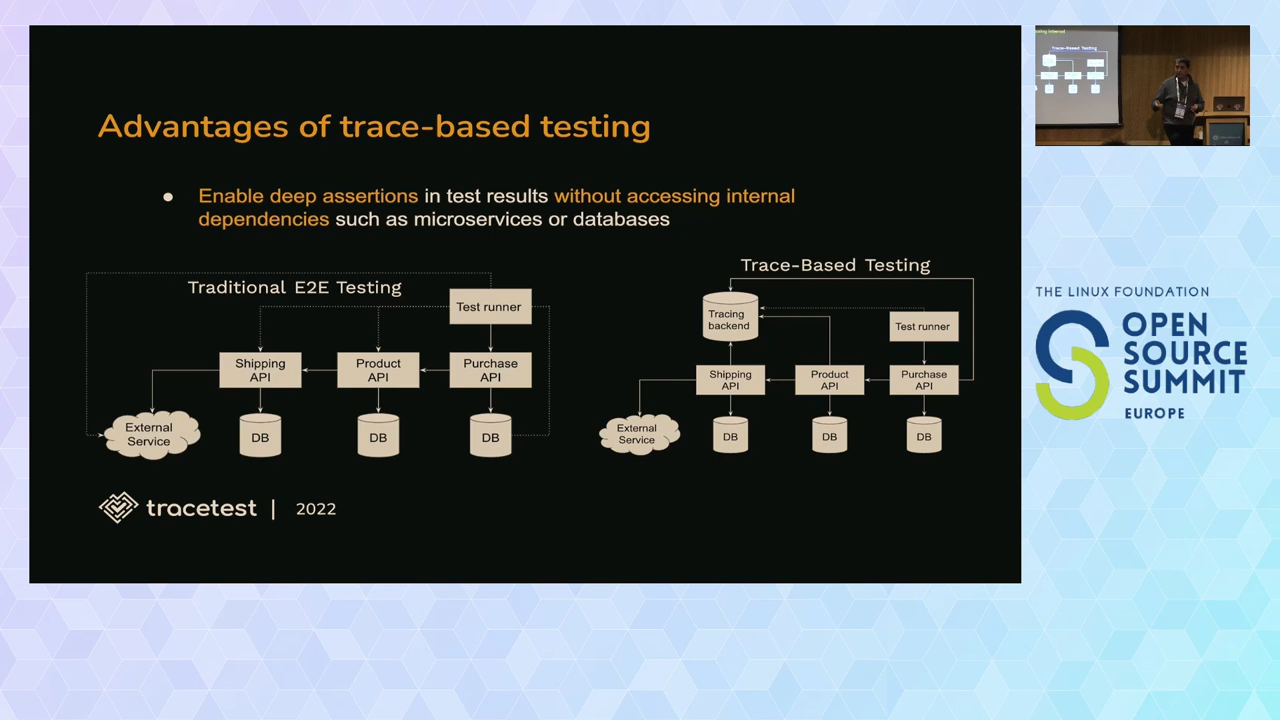 Advantages of trace-based testing
● Enable deep assertions in test results without accessing internal
dependencies such as microservices or databases
Traditional E2E Testing
Test runner
Shipping
API
Product
API
Purchase
API
External
Service
DB
DB
DB
Trace-Based Testing
Tracing
backend
Test runner
Shipping
API
Product
API
Purchase
API
External
Service
DB
DB
DB
tracetest | 2022
Trace-Based Testing
THE LINUX FOUNDATION
OPEN
SOURCE
SUMMIT
EUROPE